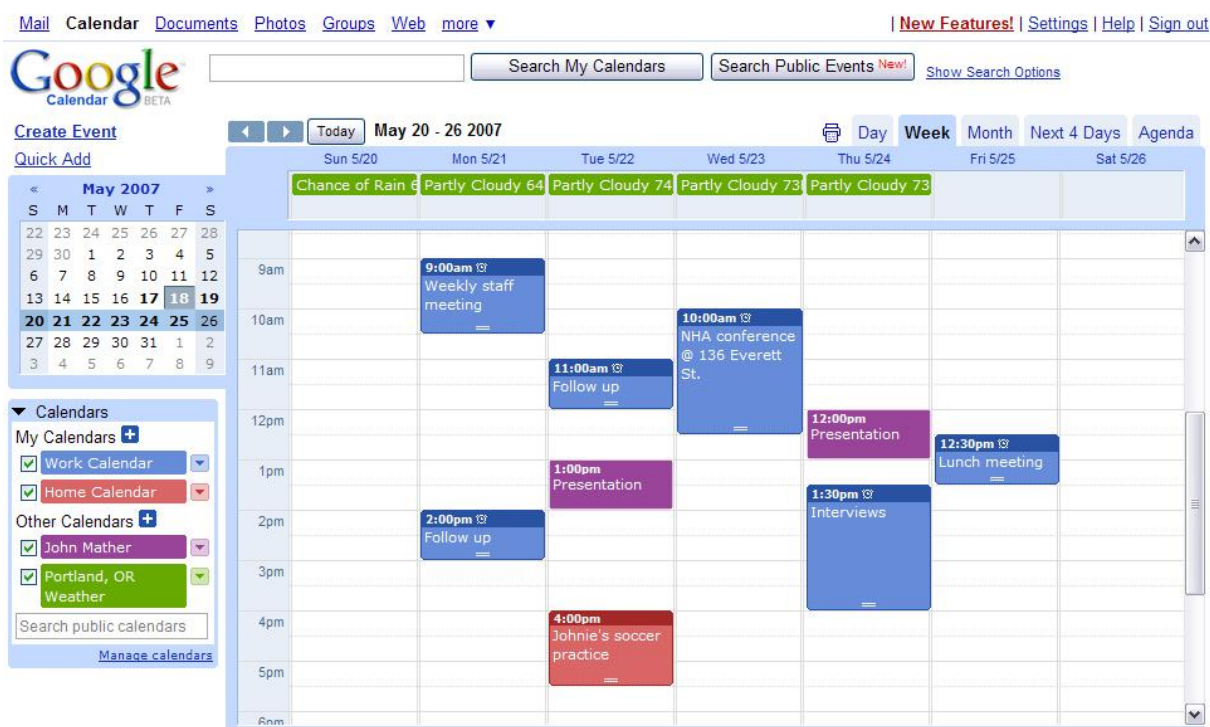 Mail Calendar Documents Photos Groups Web more ▼ | New Features! | Settings | Help | Sign out
Google
Calendar BETA
Search My Calendars Search Public Events New! Show Search Options
Create Event
Quick Add
Today May 20 - 26 2007 Day Week Month Next 4 Days Agenda
Sun 5/20 Mon 5/21 Tue 5/22 Wed 5/23 Thu 5/24 Fri 5/25 Sat 5/26
Chance of Rain 6 Partly Cloudy 64 Partly Cloudy 74 Partly Cloudy 73 Partly Cloudy 73
« May 2007 »
S M T W T F S
22 23 24 25 26 27 28
29 30 1 2 3 4 5
6 7 8 9 10 11 12
13 14 15 16 17 18 19
20 21 22 23 24 25 26
27 28 29 30 31 1 2
3 4 5 6 7 8 9
▼ Calendars
My Calendars +
Work Calendar
Home Calendar
Other Calendars +
John Mather
Portland, OR
Weather
Search public calendars
Manage calendars
9am
10am
11am
12pm
1pm
2pm
3pm
4pm
5pm
6pm
9:00am
Weekly staff
meeting
2:00pm
Follow up
11:00am
Follow up
1:00pm
Presentation
4:00pm
Johnie's soccer
practice
10:00am
NHA conference
@ 136 Everett
St.
12:00pm
Presentation
1:30pm
Interviews
12:30pm
Lunch meeting